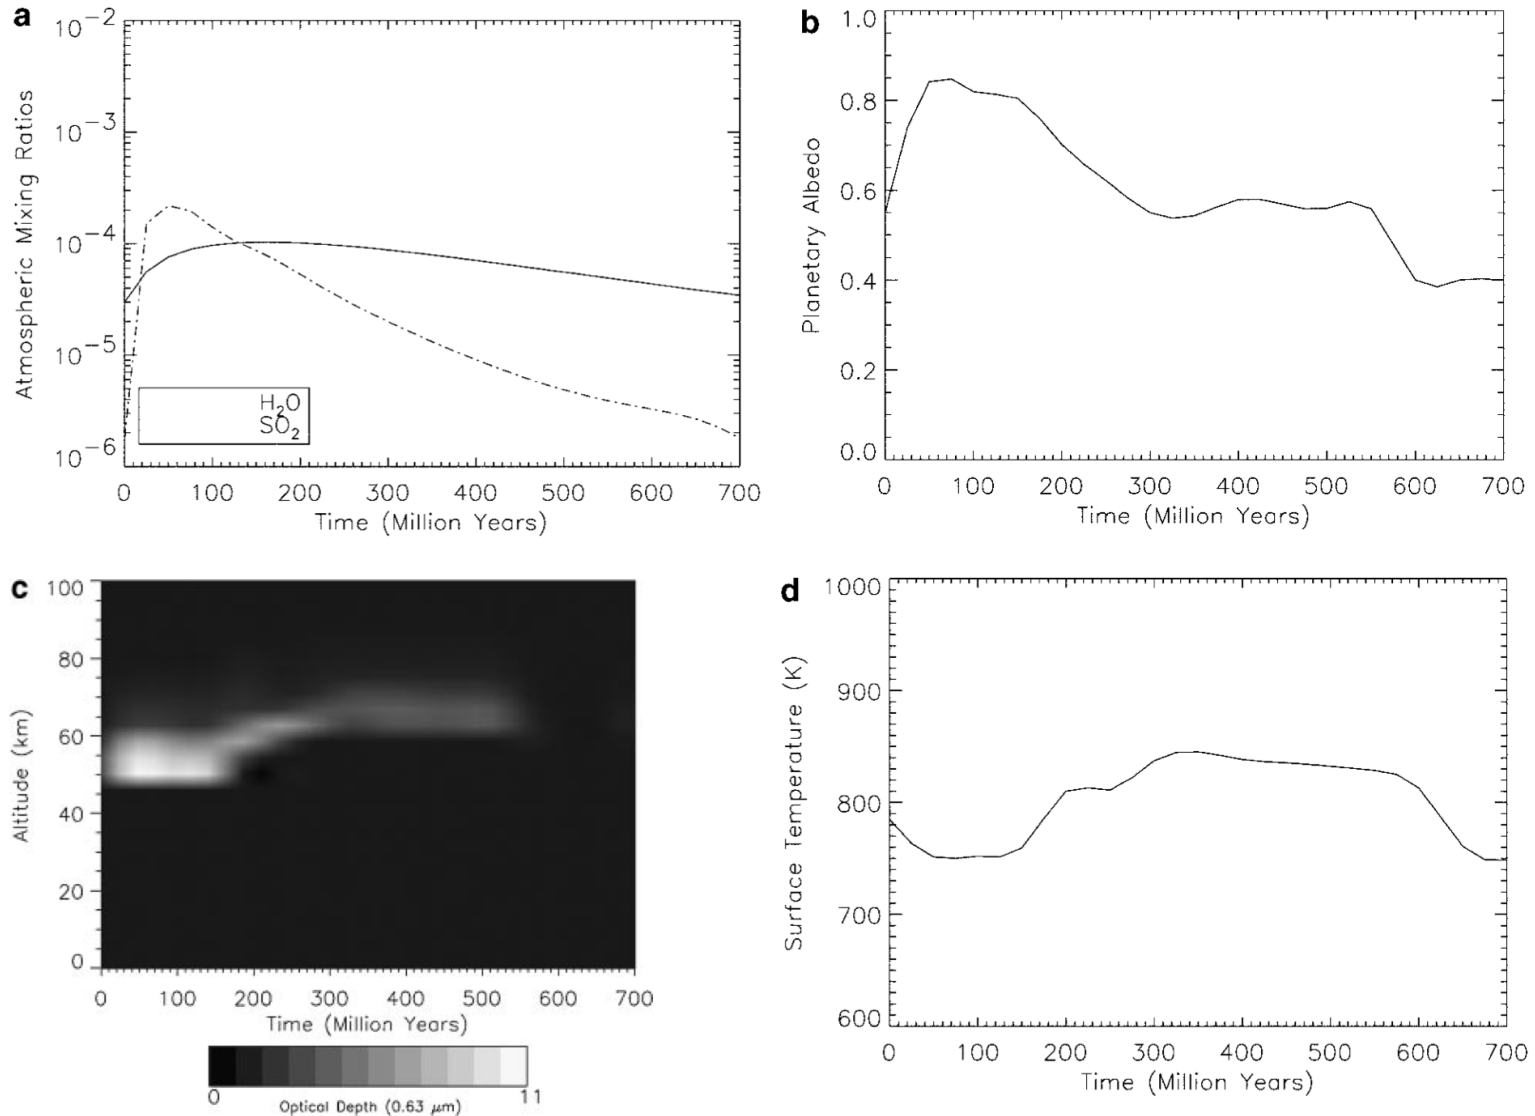 a
10⁻²
10⁻³
10⁻⁴
10⁻⁵
10⁻⁶
Atmospheric Mixing Ratios
H₂O
SO₂
0 100 200 300 400 500 600 700
Time (Million Years)
b
1.0
0.8
0.6
0.4
0.2
0.0
Planetary Albedo
0 100 200 300 400 500 600 700
Time (Million Years)
c
100
80
60
40
20
0
Altitude (km)
0 100 200 300 400 500 600 700
Time (Million Years)
0 11
Optical Depth (0.63 μm)
d
1000
900
800
700
600
Surface Temperature (K)
0 100 200 300 400 500 600 700
Time (Million Years)